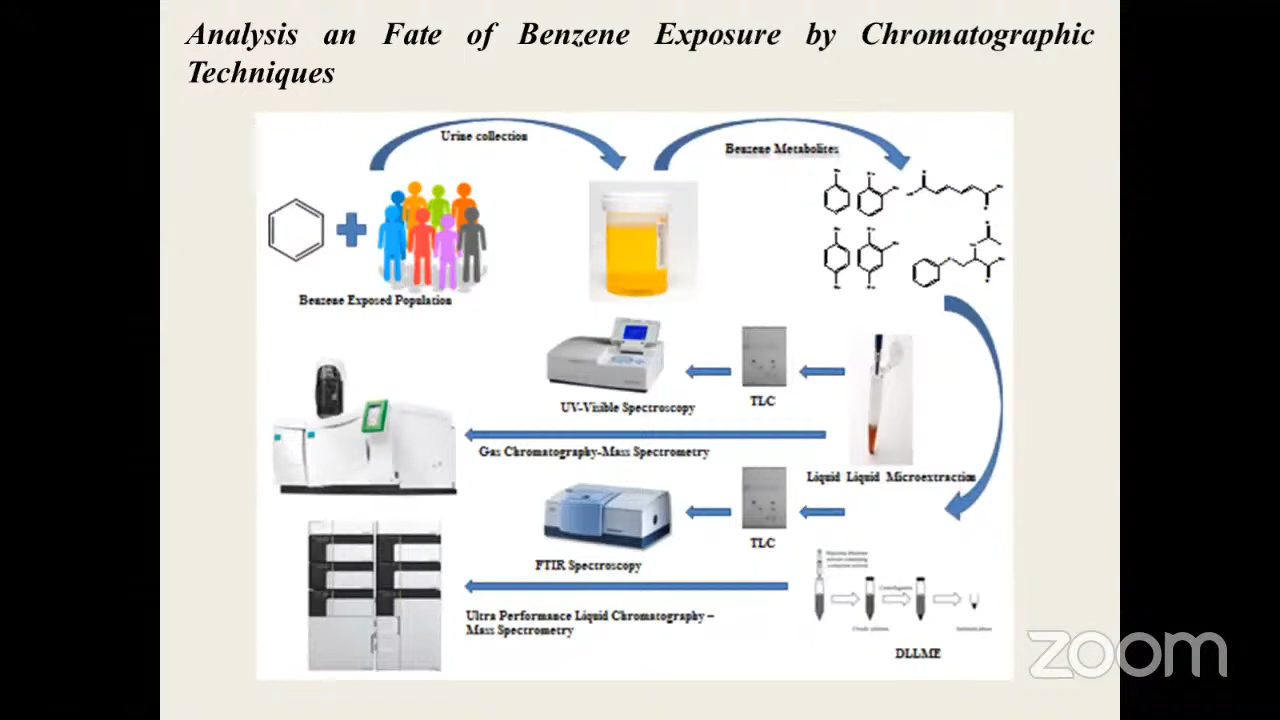 Analysis an Fate of Benzene Exposure by Chromatographic
Techniques
Urine collection
Benzene Metabolites
Benzene Exposed Population
UV-Visible Spectroscopy
TLC
Gas Chromatography-Mass Spectrometry
Liquid Liquid Microextraction
TLC
FTIR Spectroscopy
Ultra Performance Liquid Chromatography –
Mass Spectrometry
DLLME
zoom